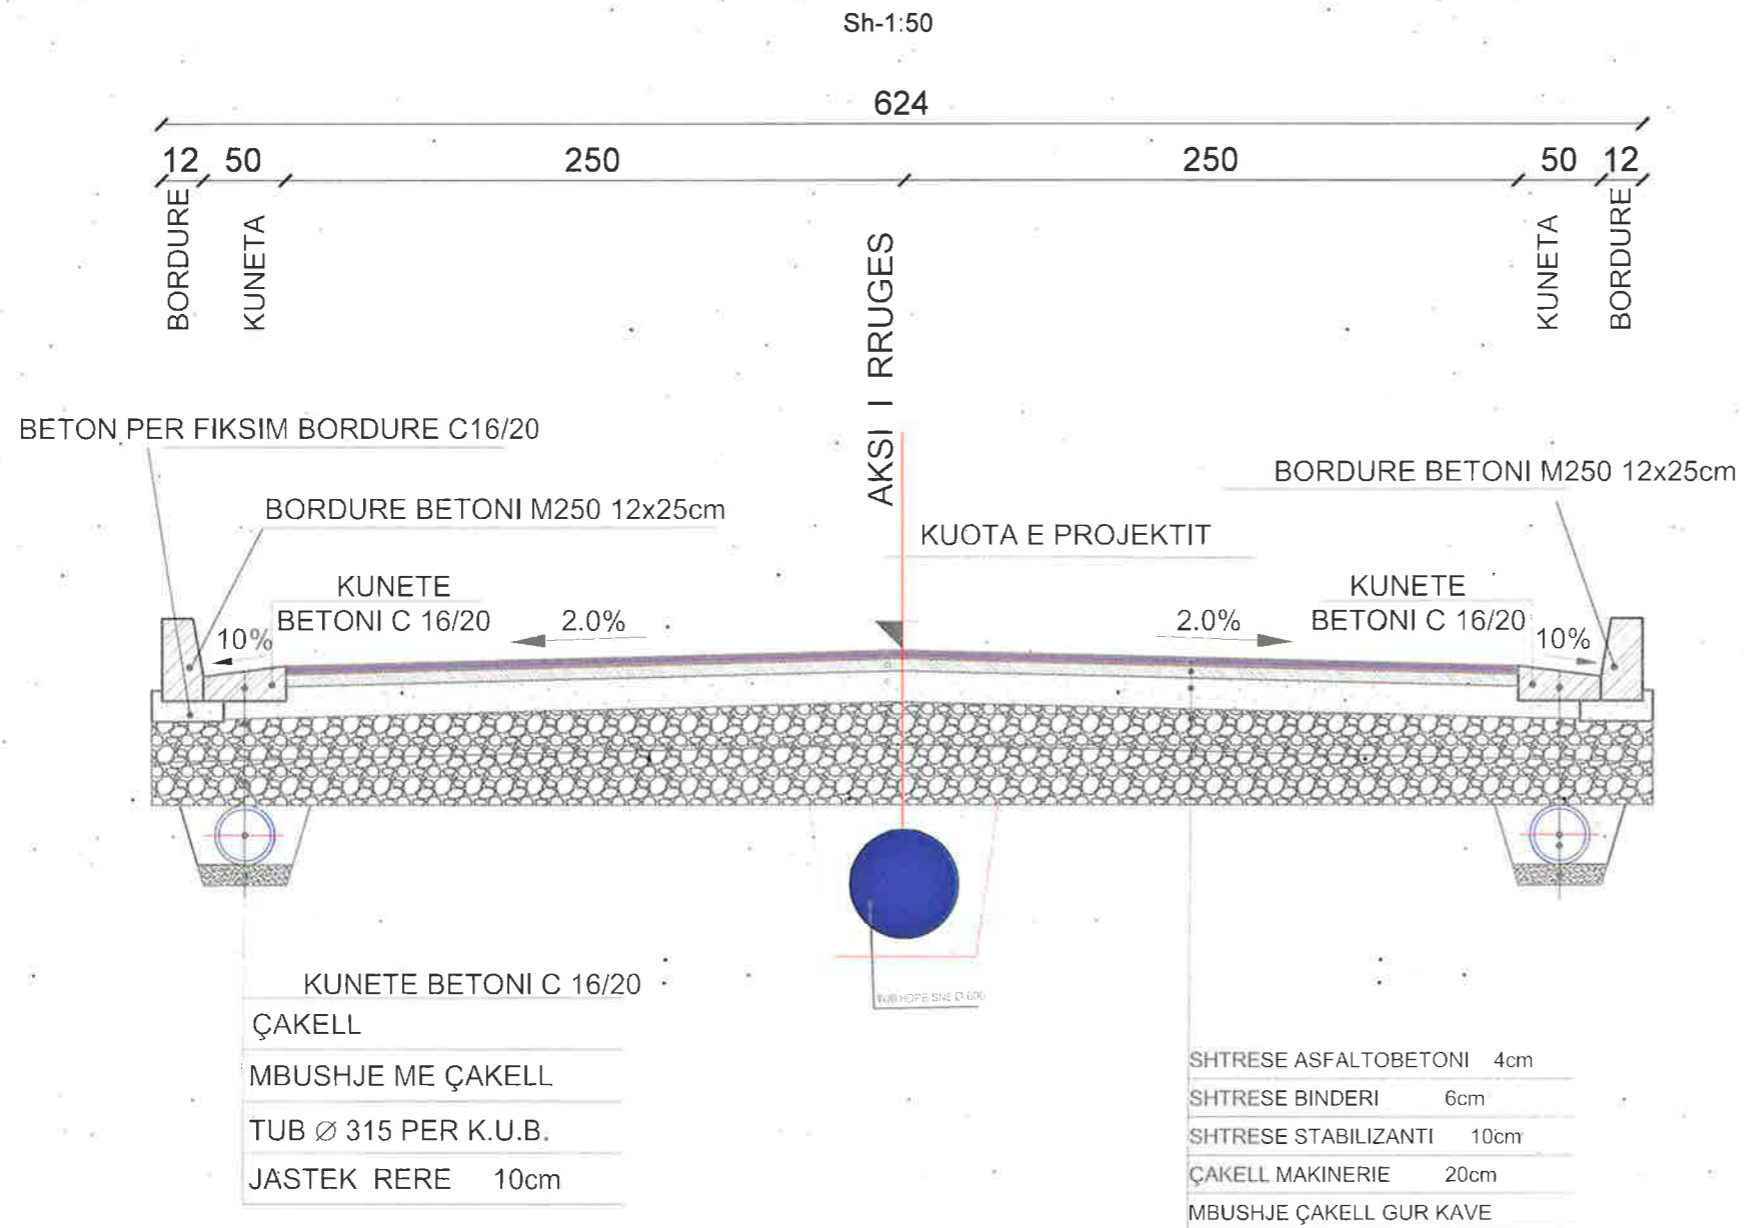 Sh-1:50
624
12 50 250 250 50 12
BORDURE
KUNETA
AKSI I RRUGES
KUNETA
BORDURE
BETON PER FIKSIM BORDURE C16/20
BORDURE BETONI M250 12x25cm
BORDURE BETONI M250 12x25cm
KUOTA E PROJEKTIT
KUNETE
BETONI C 16/20
KUNETE
BETONI C 16/20
10%
2.0%
2.0%
10%
TUB HDPE SN8 Ø 600
KUNETE BETONI C 16/20
ÇAKELL
MBUSHJE ME ÇAKELL
TUB Ø 315 PER K.U.B.
JASTEK RERE 10cm
SHTRESE ASFALTOBETONI 4cm
SHTRESE BINDERI 6cm
SHTRESE STABILIZANTI 10cm
ÇAKELL MAKINERIE 20cm
MBUSHJE ÇAKELL GUR KAVE